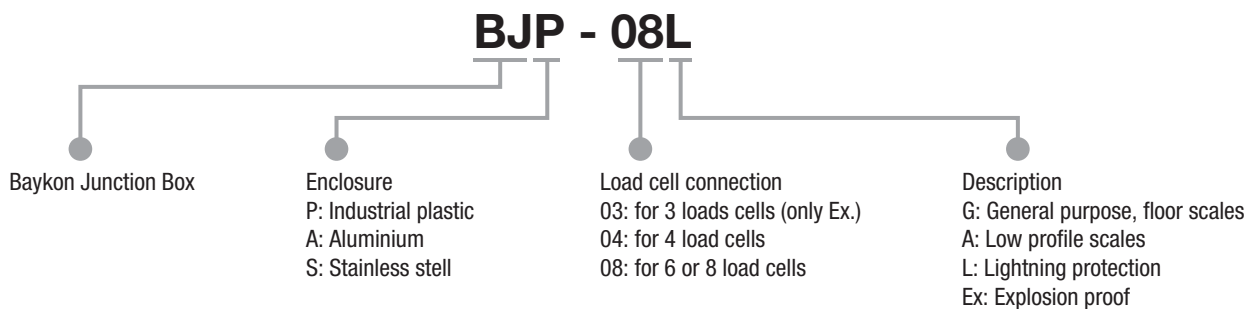 BJP - 08L
Baykon Junction Box
Enclosure
P: Industrial plastic
A: Aluminium
S: Stainless stell
Load cell connection
03: for 3 loads cells (only Ex.)
04: for 4 load cells
08: for 6 or 8 load cells
Description
G: General purpose, floor scales
A: Low profile scales
L: Lightning protection
Ex: Explosion proof